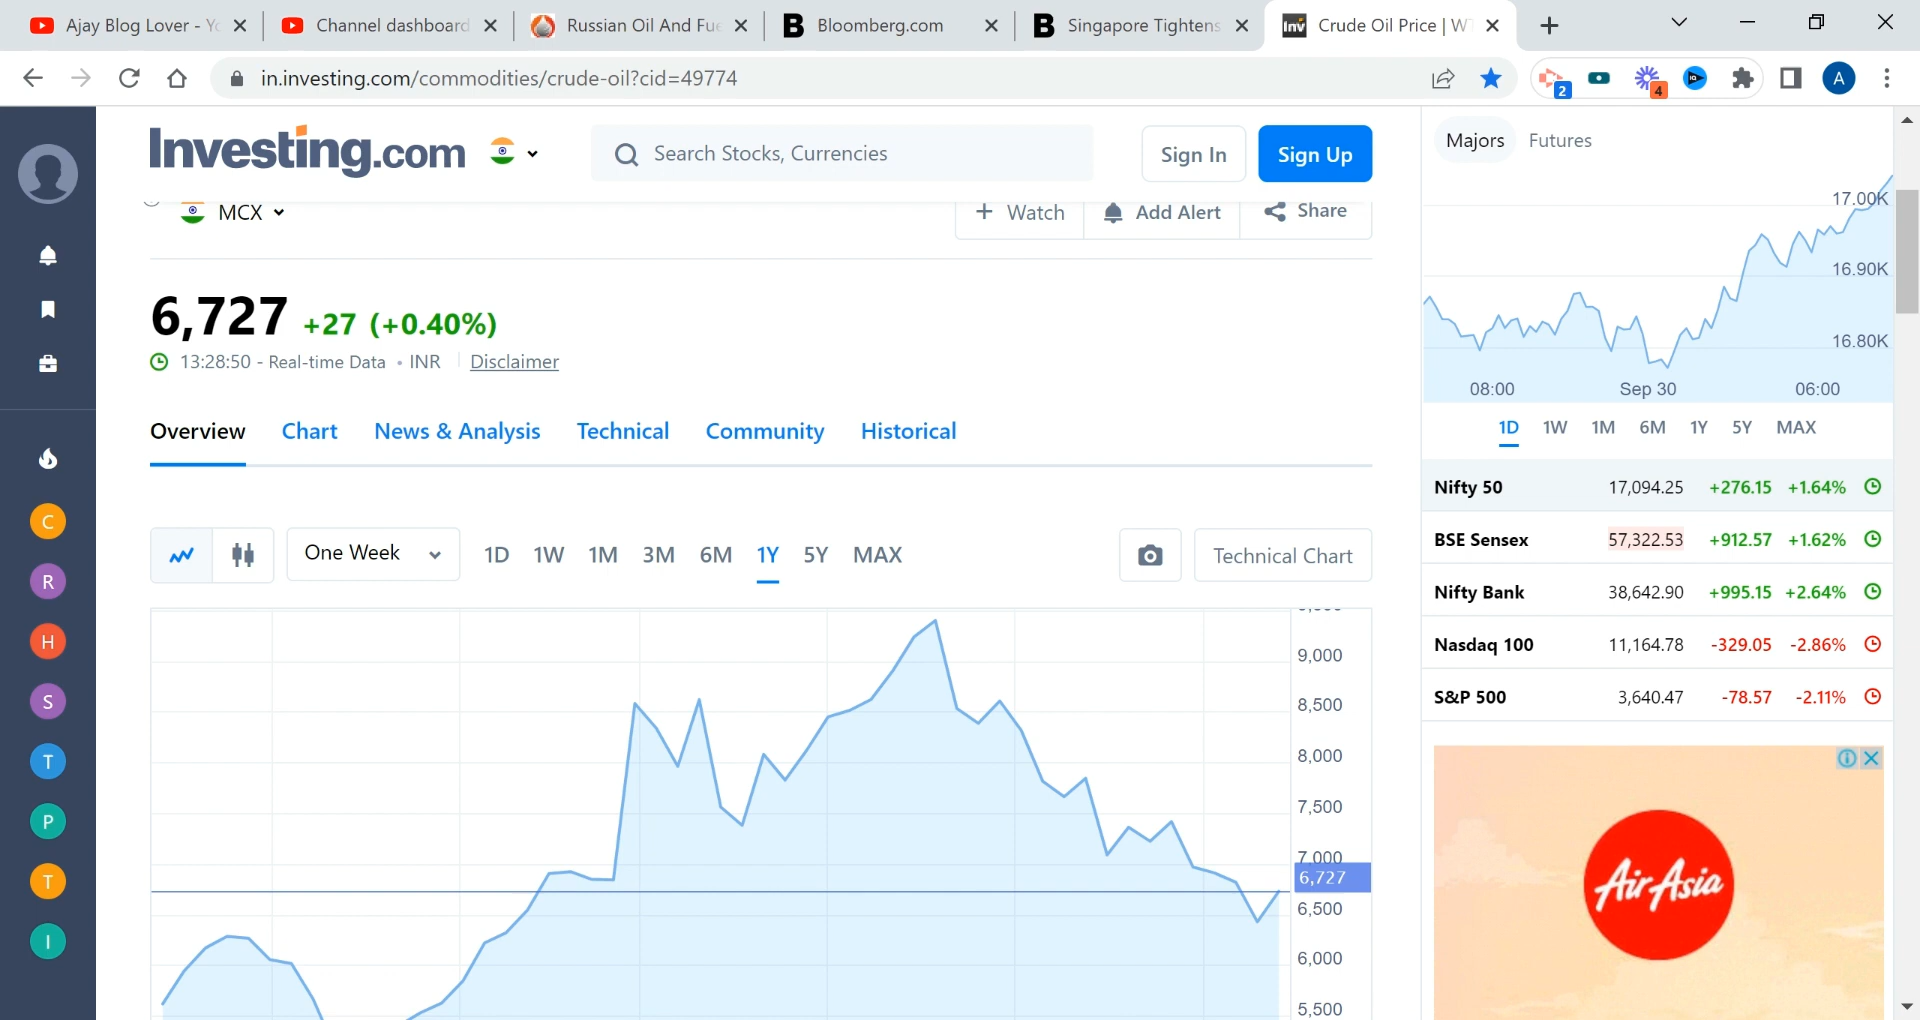 Ajay Blog Lover - Yo
Channel dashboard
Russian Oil And Fue
Bloomberg.com
Singapore Tightens
Crude Oil Price | WT
in.investing.com/commodities/crude-oil?cid=49774
2
4
A
Investing.com
Search Stocks, Currencies
Sign In
Sign Up
MCX
+ Watch
Add Alert
Share
6,727 +27 (+0.40%)
13:28:50 - Real-time Data • INR Disclaimer
Overview Chart News & Analysis Technical Community Historical
One Week 1D 1W 1M 3M 6M 1Y 5Y MAX Technical Chart
9,000
8,500
8,000
7,500
7,000
6,727
6,500
6,000
5,500
C
R
H
S
T
P
T
I
Majors Futures
17.00K
16.90K
16.80K
08:00 Sep 30 06:00
1D 1W 1M 6M 1Y 5Y MAX
Nifty 50 17,094.25 +276.15 +1.64%
BSE Sensex 57,322.53 +912.57 +1.62%
Nifty Bank 38,642.90 +995.15 +2.64%
Nasdaq 100 11,164.78 -329.05 -2.86%
S&P 500 3,640.47 -78.57 -2.11%
AirAsia